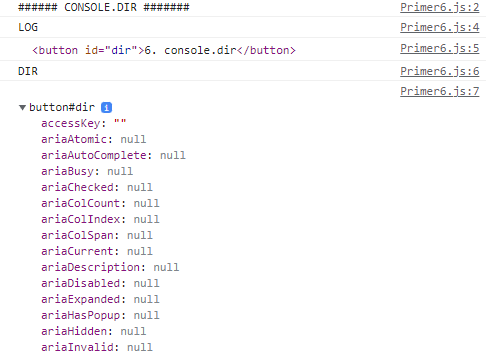 ###### CONSOLE.DIR ####### Primer6.js:2
LOG Primer6.js:4
<button id="dir">6. console.dir</button> Primer6.js:5
DIR Primer6.js:6
Primer6.js:7
▼button#dir i
accessKey: ""
ariaAtomic: null
ariaAutoComplete: null
ariaBusy: null
ariaChecked: null
ariaColCount: null
ariaColIndex: null
ariaColSpan: null
ariaCurrent: null
ariaDescription: null
ariaDisabled: null
ariaExpanded: null
ariaHasPopup: null
ariaHidden: null
ariaInvalid: null